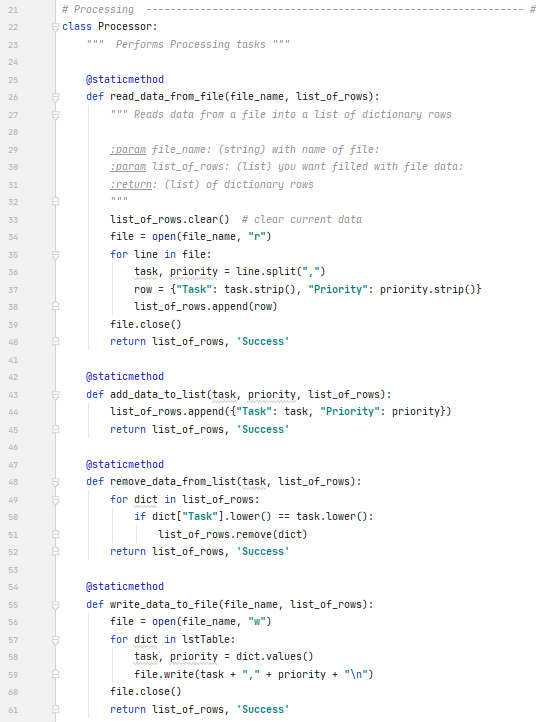 21 # Processing  --------------------------------------------------------------- #
22 class Processor:
23     """  Performs Processing tasks """
24
25     @staticmethod
26     def read_data_from_file(file_name, list_of_rows):
27         """ Reads data from a file into a list of dictionary rows
28
29         :param file_name: (string) with name of file:
30         :param list_of_rows: (list) you want filled with file data:
31         :return: (list) of dictionary rows
32         """
33         list_of_rows.clear()  # clear current data
34         file = open(file_name, "r")
35         for line in file:
36             task, priority = line.split(",")
37             row = {"Task": task.strip(), "Priority": priority.strip()}
38             list_of_rows.append(row)
39         file.close()
40         return list_of_rows, 'Success'
41
42     @staticmethod
43     def add_data_to_list(task, priority, list_of_rows):
44         list_of_rows.append({"Task": task, "Priority": priority})
45         return list_of_rows, 'Success'
46
47     @staticmethod
48     def remove_data_from_list(task, list_of_rows):
49         for dict in list_of_rows:
50             if dict["Task"].lower() == task.lower():
51                 list_of_rows.remove(dict)
52         return list_of_rows, 'Success'
53
54     @staticmethod
55     def write_data_to_file(file_name, list_of_rows):
56         file = open(file_name, "w")
57         for dict in lstTable:
58             task, priority = dict.values()
59             file.write(task + "," + priority + "\n")
60         file.close()
61         return list_of_rows, 'Success'